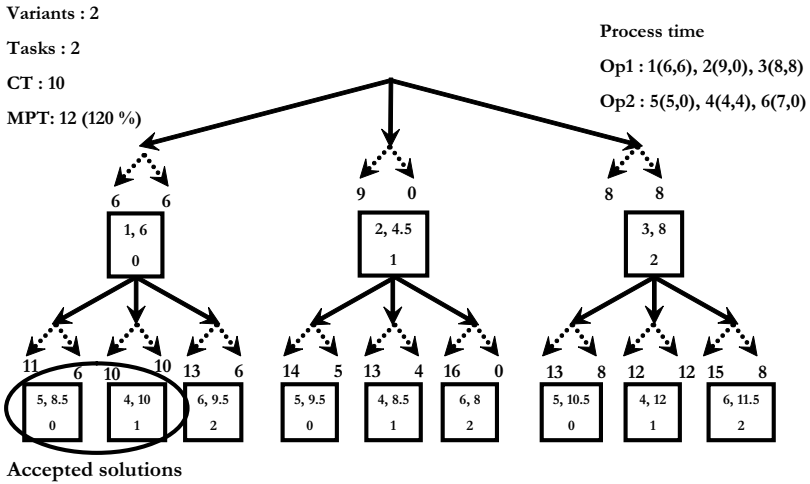 Variants : 2
Tasks : 2
CT : 10
MPT: 12 (120 %)
Process time
Op1 : 1(6,6), 2(9,0), 3(8,8)
Op2 : 5(5,0), 4(4,4), 6(7,0)
6 6 9 0 8 8
1, 6 2, 4.5 3, 8
0 1 2
11 6 10 10 13 6 14 5 13 4 16 0 13 8 12 12 15 8
5, 8.5 4, 10 6, 9.5 5, 9.5 4, 8.5 6, 8 5, 10.5 4, 12 6, 11.5
0 1 2 0 1 2 0 1 2
Accepted solutions